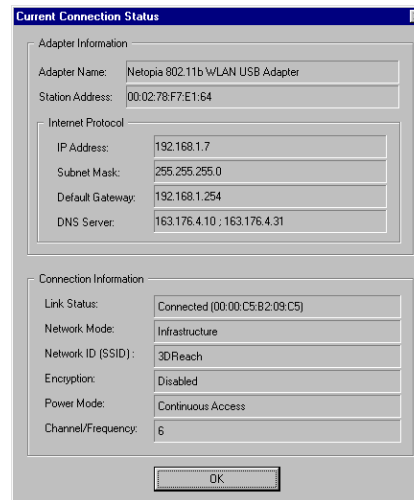 Current Connection Status
Adapter Information
Adapter Name: Netopia 802.11b WLAN USB Adapter
Station Address: 00:02:78:F7:E1:64
Internet Protocol
IP Address: 192.168.1.7
Subnet Mask: 255.255.255.0
Default Gateway: 192.168.1.254
DNS Server: 163.176.4.10 ; 163.176.4.31
Connection Information
Link Status: Connected (00:00:C5:B2:09:C5)
Network Mode: Infrastructure
Network ID (SSID) : 3DReach
Encryption: Disabled
Power Mode: Continuous Access
Channel/Frequency: 6
OK